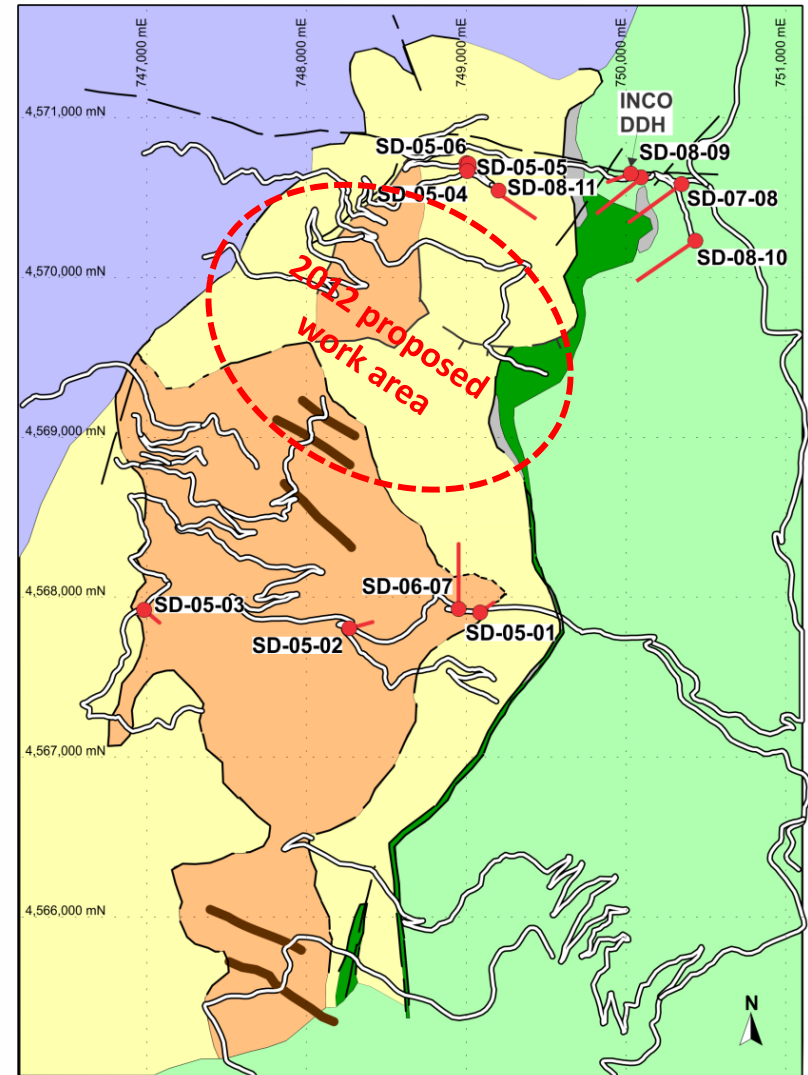 747,000 mE
748,000 mE
749,000 mE
750,000 mE
751,000 mE
4,571,000 mN
INCO
DDH
SD-05-06
SD-08-09
SD-05-05
SD-05-04
SD-08-11
SD-07-08
SD-08-10
4,570,000 mN
2012 proposed
work area
4,569,000 mN
4,568,000 mN
SD-06-07
SD-05-03
SD-05-02
SD-05-01
4,567,000 mN
4,566,000 mN
N